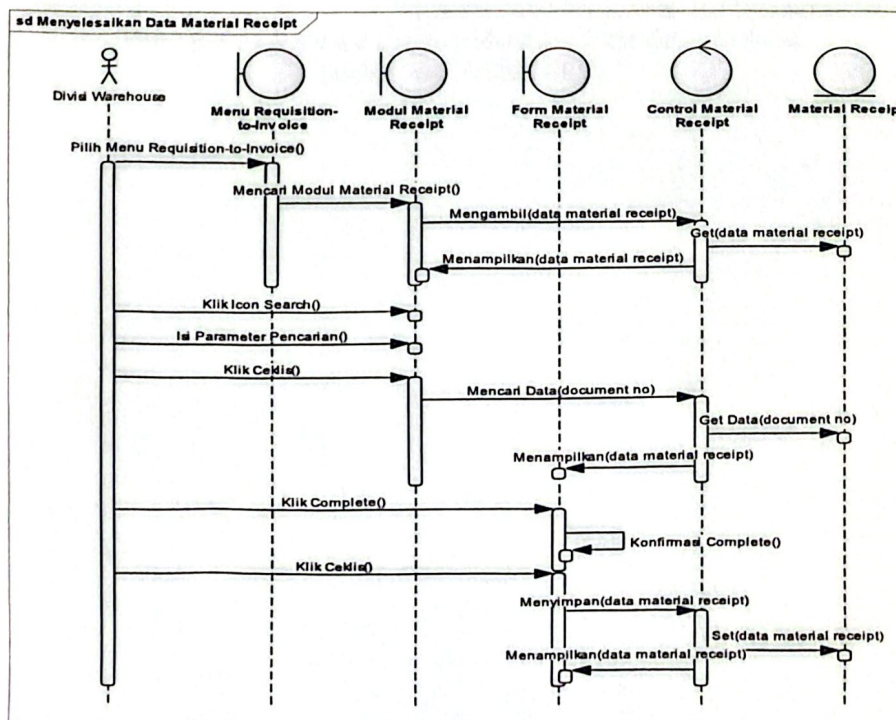 sd Menyelesaikan Data Material Receipt
Divisi Warehouse
Menu Requisition-
to-Invoice
Modul Material
Receipt
Form Material
Receipt
Control Material
Receipt
Material Receipt
Pilih Menu Requisition-to-Invoice()
Mencari Modul Material Receipt()
Mengambil(data material receipt)
Get(data material receipt)
Menampilkan(data material receipt)
Klik Icon Search()
Isi Parameter Pencarian()
Klik Ceklis()
Mencari Data(document no)
Get Data(document no)
Menampilkan(data material receipt)
Klik Complete()
Konfirmasi Complete()
Klik Ceklis()
Menyimpan(data material receipt)
Set(data material receipt)
Menampilkan(data material receipt)